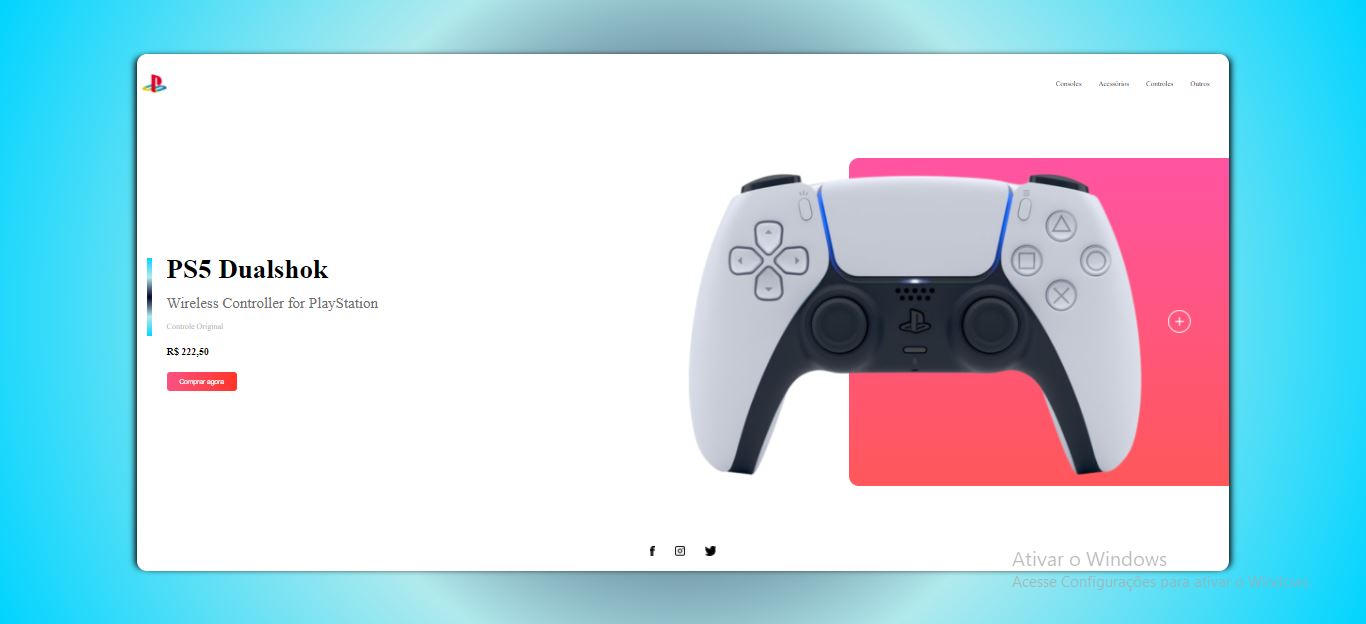 Consoles Acessórios Controles Outros
PS5 Dualshok
Wireless Controller for PlayStation
Controle Original
R$ 222,50
Comprar agora
Ativar o Windows
Acesse Configurações para ativar o Windows.